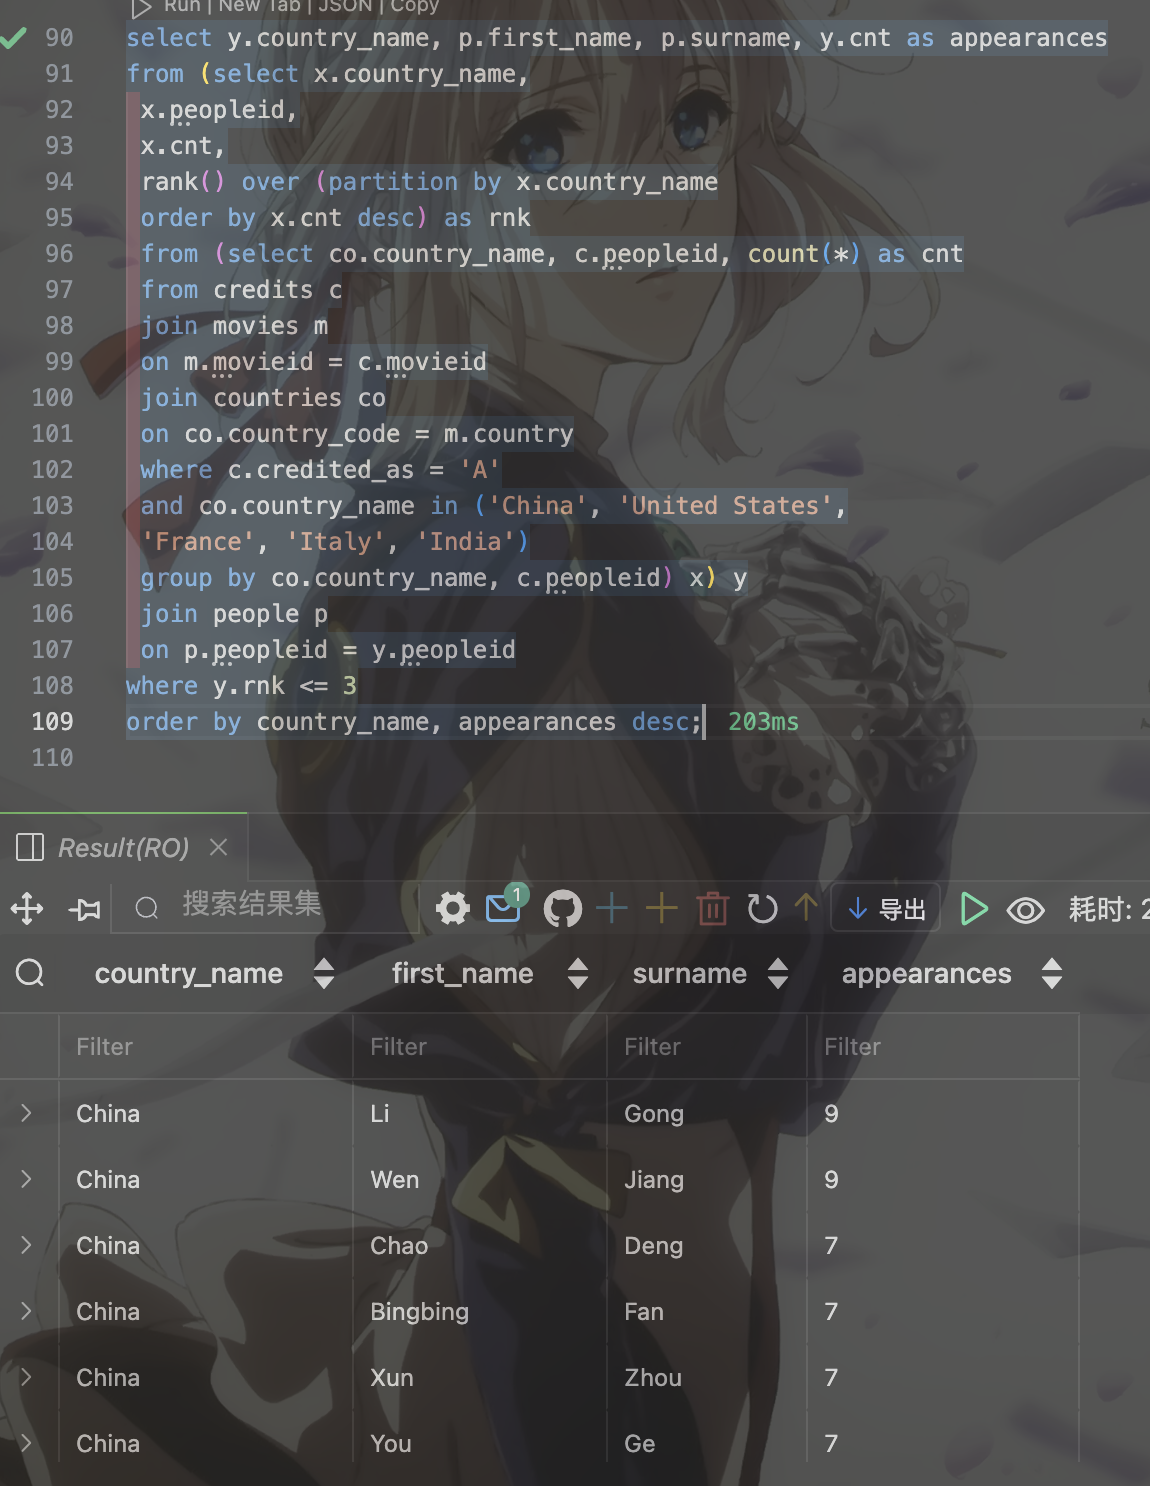 Run | New Tab | JSON | Copy
90 select y.country_name, p.first_name, p.surname, y.cnt as appearances
91 from (select x.country_name,
92 x.peopleid,
93 x.cnt,
94 rank() over (partition by x.country_name
95 order by x.cnt desc) as rnk
96 from (select co.country_name, c.peopleid, count(*) as cnt
97 from credits c
98 join movies m
99 on m.movieid = c.movieid
100 join countries co
101 on co.country_code = m.country
102 where c.credited_as = 'A'
103 and co.country_name in ('China', 'United States',
104 'France', 'Italy', 'India')
105 group by co.country_name, c.peopleid) x) y
106 join people p
107 on p.peopleid = y.peopleid
108 where y.rnk <= 3
109 order by country_name, appearances desc; 203ms
110
Result(RO)
搜索结果集 1 导出 耗时: 2
country_name first_name surname appearances
Filter Filter Filter Filter
China Li Gong 9
China Wen Jiang 9
China Chao Deng 7
China Bingbing Fan 7
China Xun Zhou 7
China You Ge 7